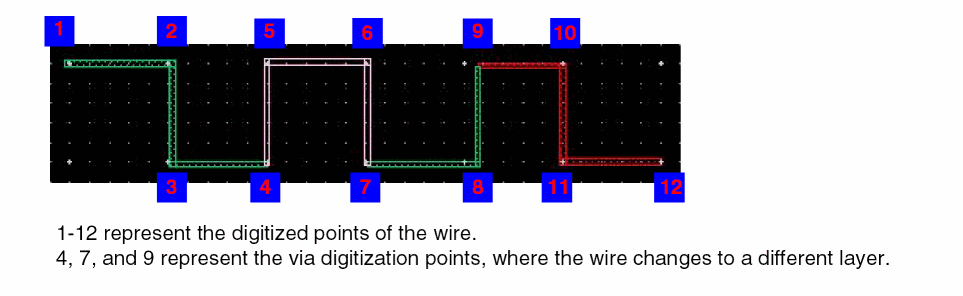 1 2 5 6 9 10
3 4 7 8 11 12
1-12 represent the digitized points of the wire.
4, 7, and 9 represent the via digitization points, where the wire changes to a different layer.